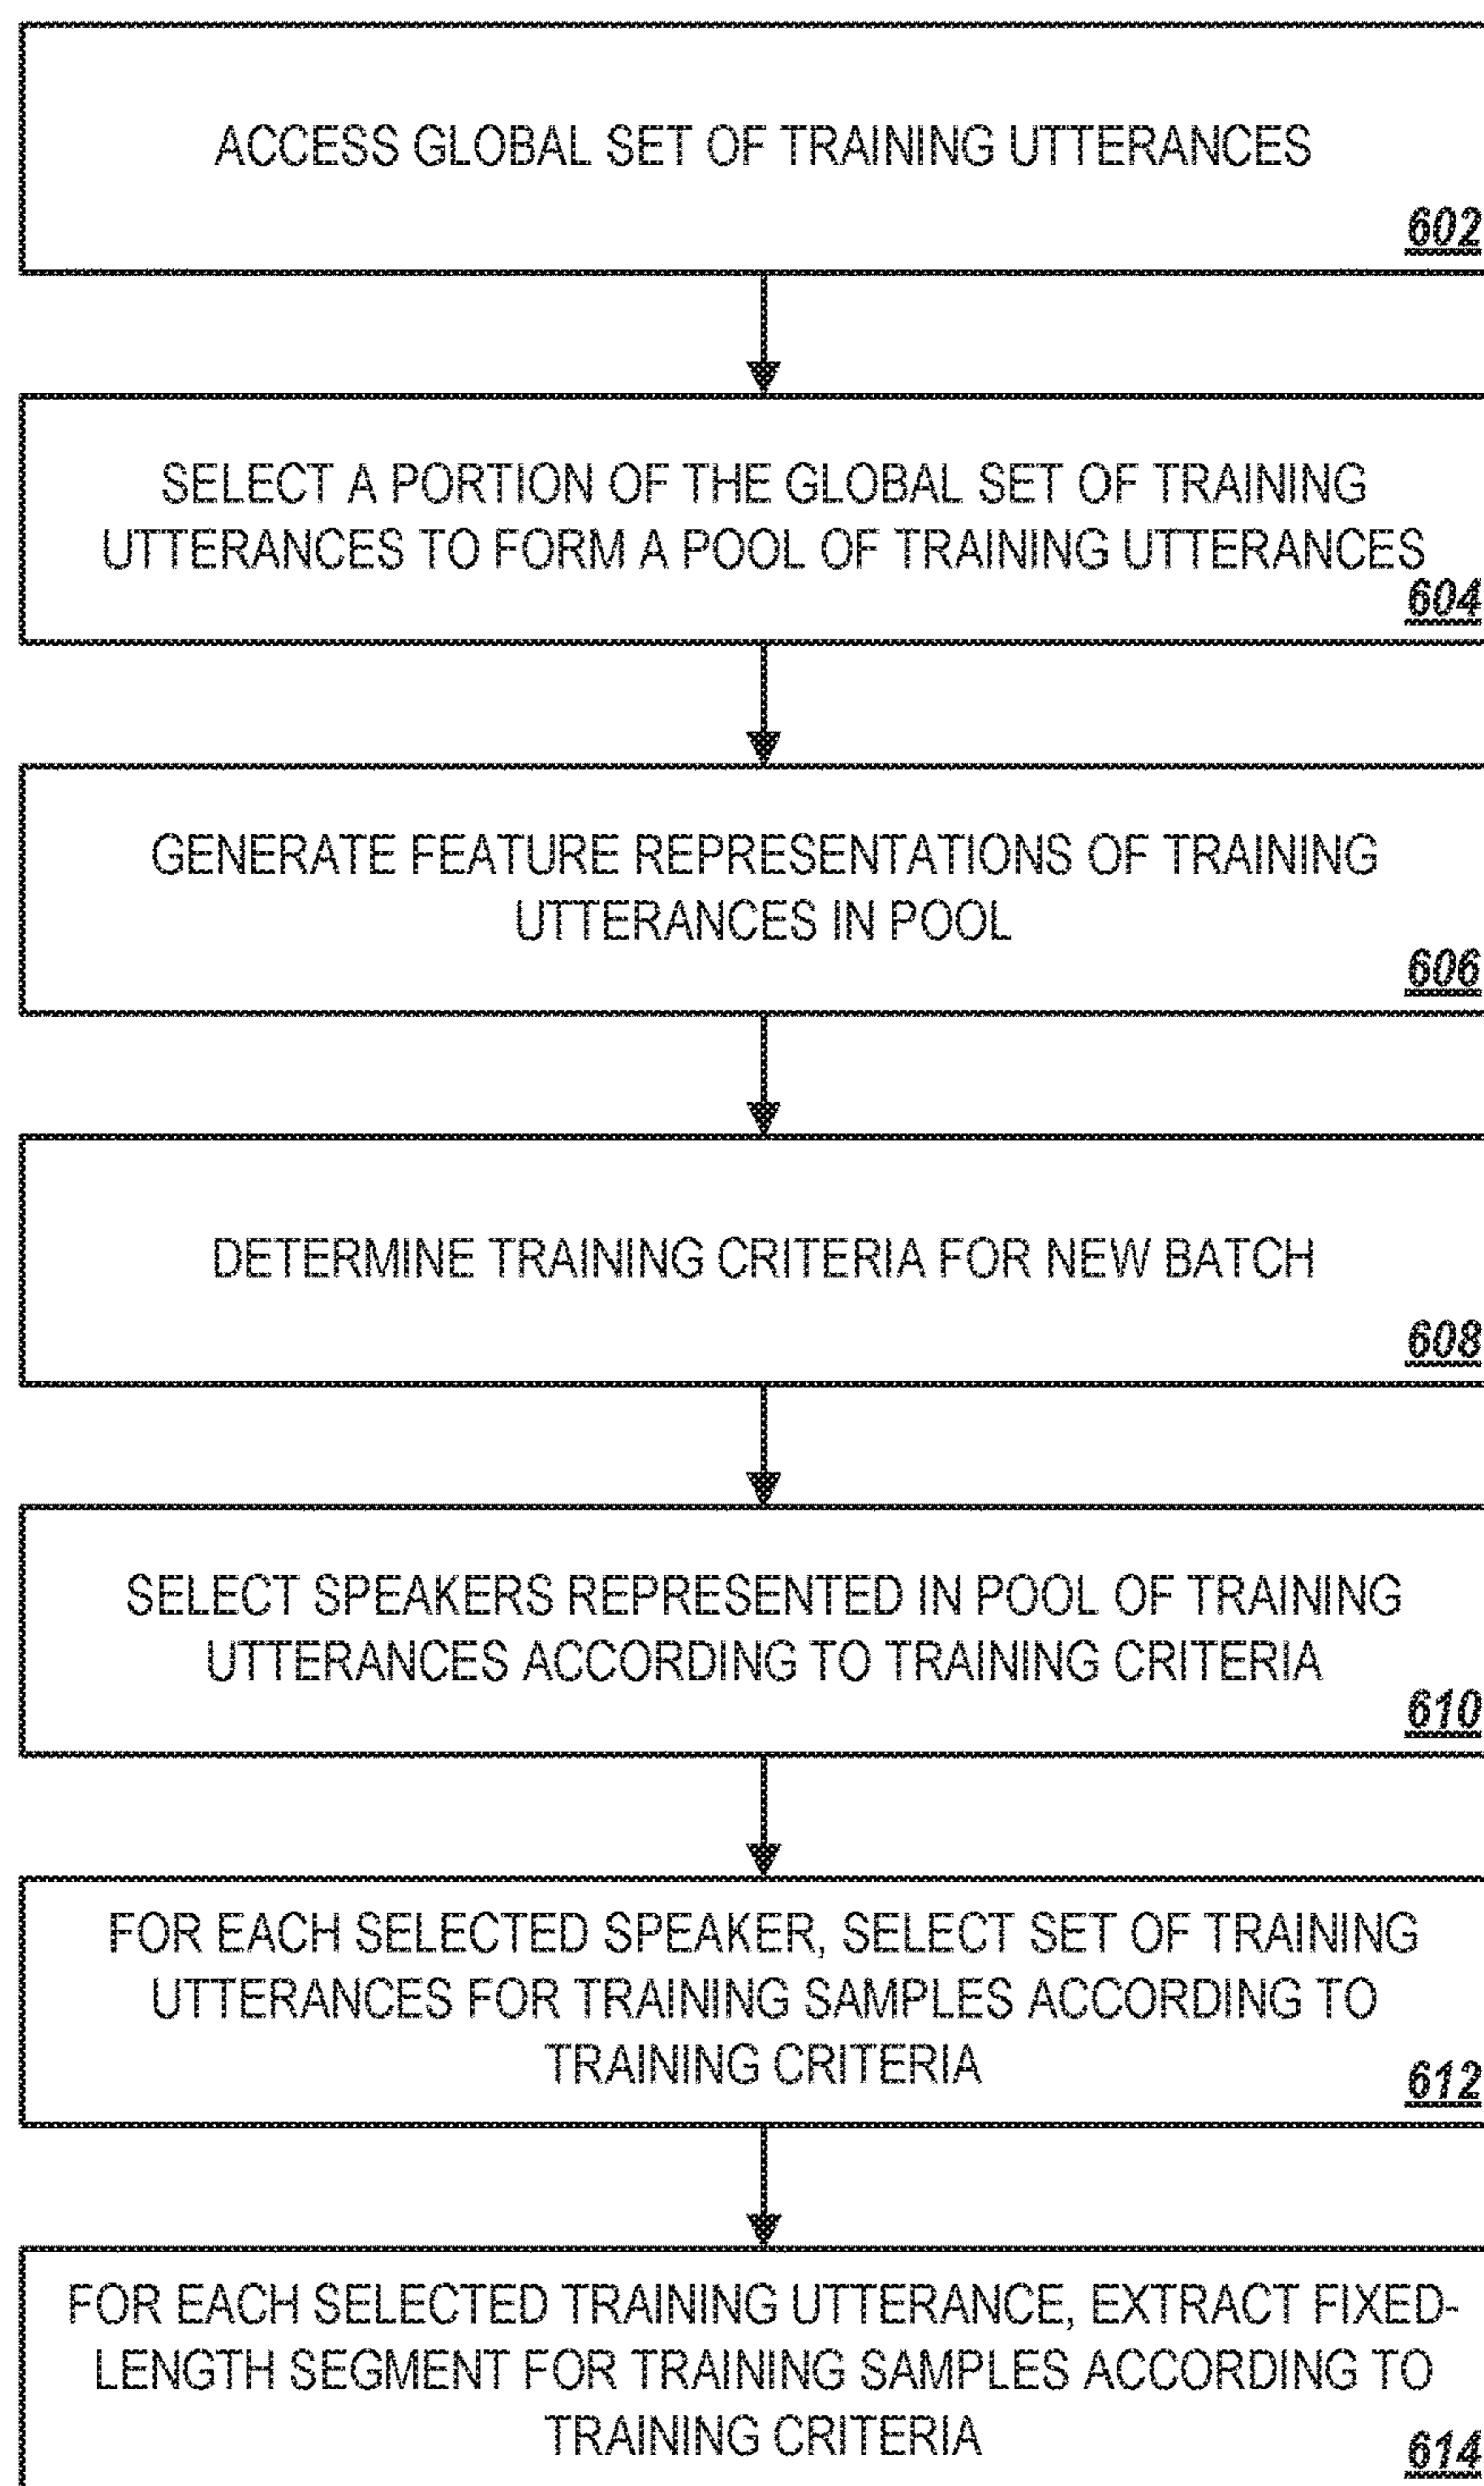 ACCESS GLOBAL SET OF TRAINING UTTERANCES
602
SELECT A PORTION OF THE GLOBAL SET OF TRAINING
UTTERANCES TO FORM A POOL OF TRAINING UTTERANCES
604
GENERATE FEATURE REPRESENTATIONS OF TRAINING
UTTERANCES IN POOL
606
DETERMINE TRAINING CRITERIA FOR NEW BATCH
608
SELECT SPEAKERS REPRESENTED IN POOL OF TRAINING
UTTERANCES ACCORDING TO TRAINING CRITERIA
610
FOR EACH SELECTED SPEAKER, SELECT SET OF TRAINING
UTTERANCES FOR TRAINING SAMPLES ACCORDING TO
TRAINING CRITERIA
612
FOR EACH SELECTED TRAINING UTTERANCE, EXTRACT FIXED-
LENGTH SEGMENT FOR TRAINING SAMPLES ACCORDING TO
TRAINING CRITERIA
614